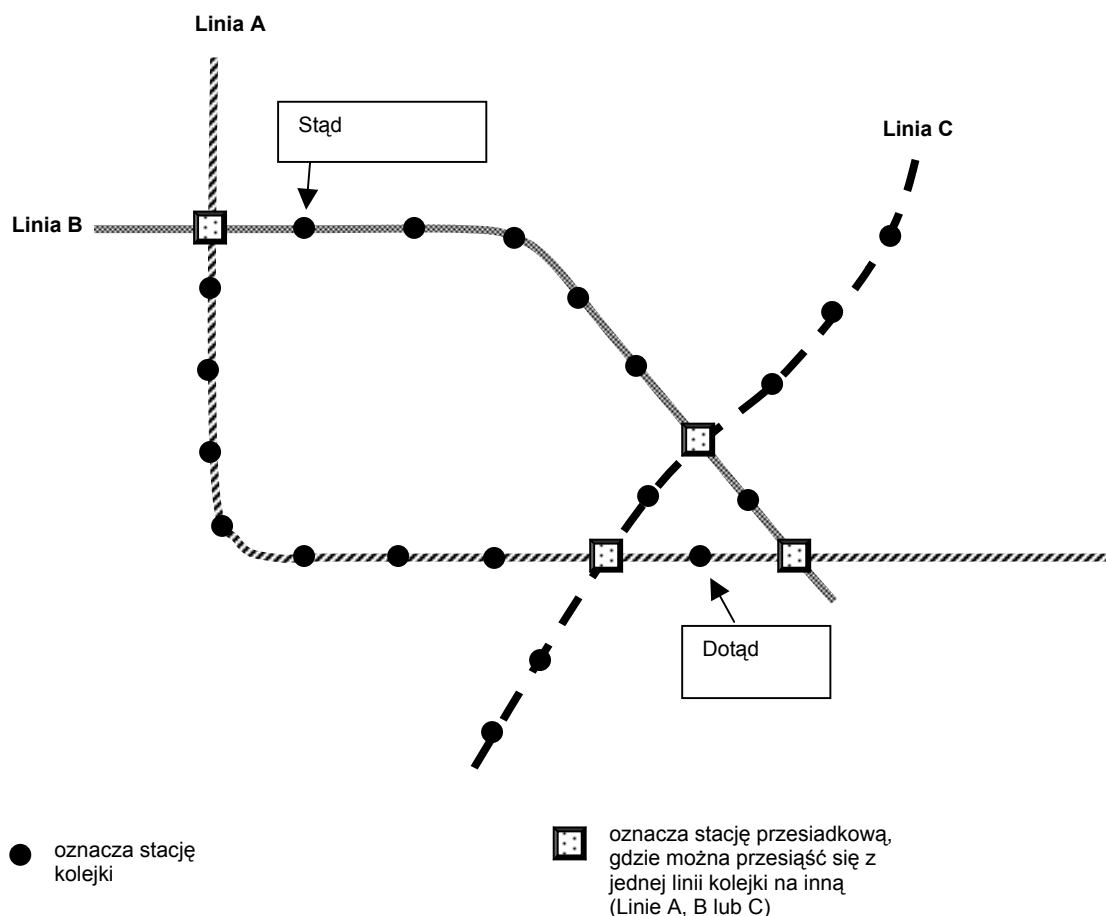 Linia A
Stąd
Linia C
Linia B
Dotąd
oznacza stację
kolejki
oznacza stację przesiadkową,
gdzie można przesiąść się z
jednej linii kolejki na inną
(Linie A, B lub C)